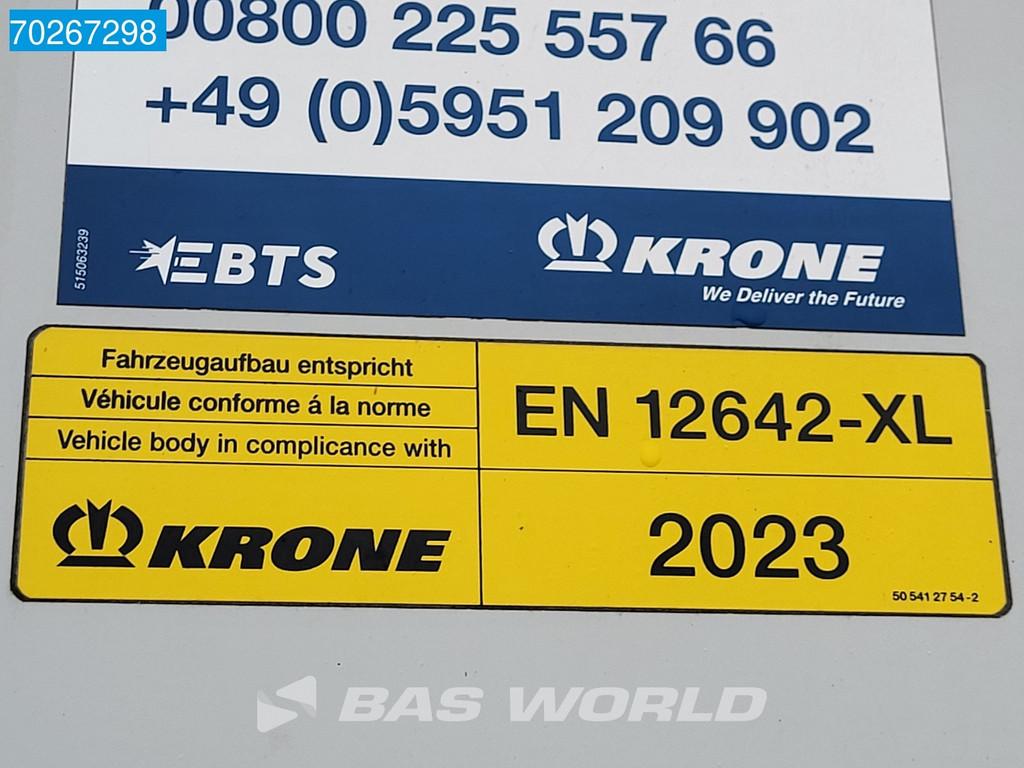 70267298
00800 225 557 66
+49 (0)5951 209 902
515063239
EBTS
KRONE
We Deliver the Future
Fahrzeugaufbau entspricht
Véhicule conforme á la norme
Vehicle body in complicance with
EN 12642-XL
KRONE
2023
50 541 27 54-2
BAS WORLD